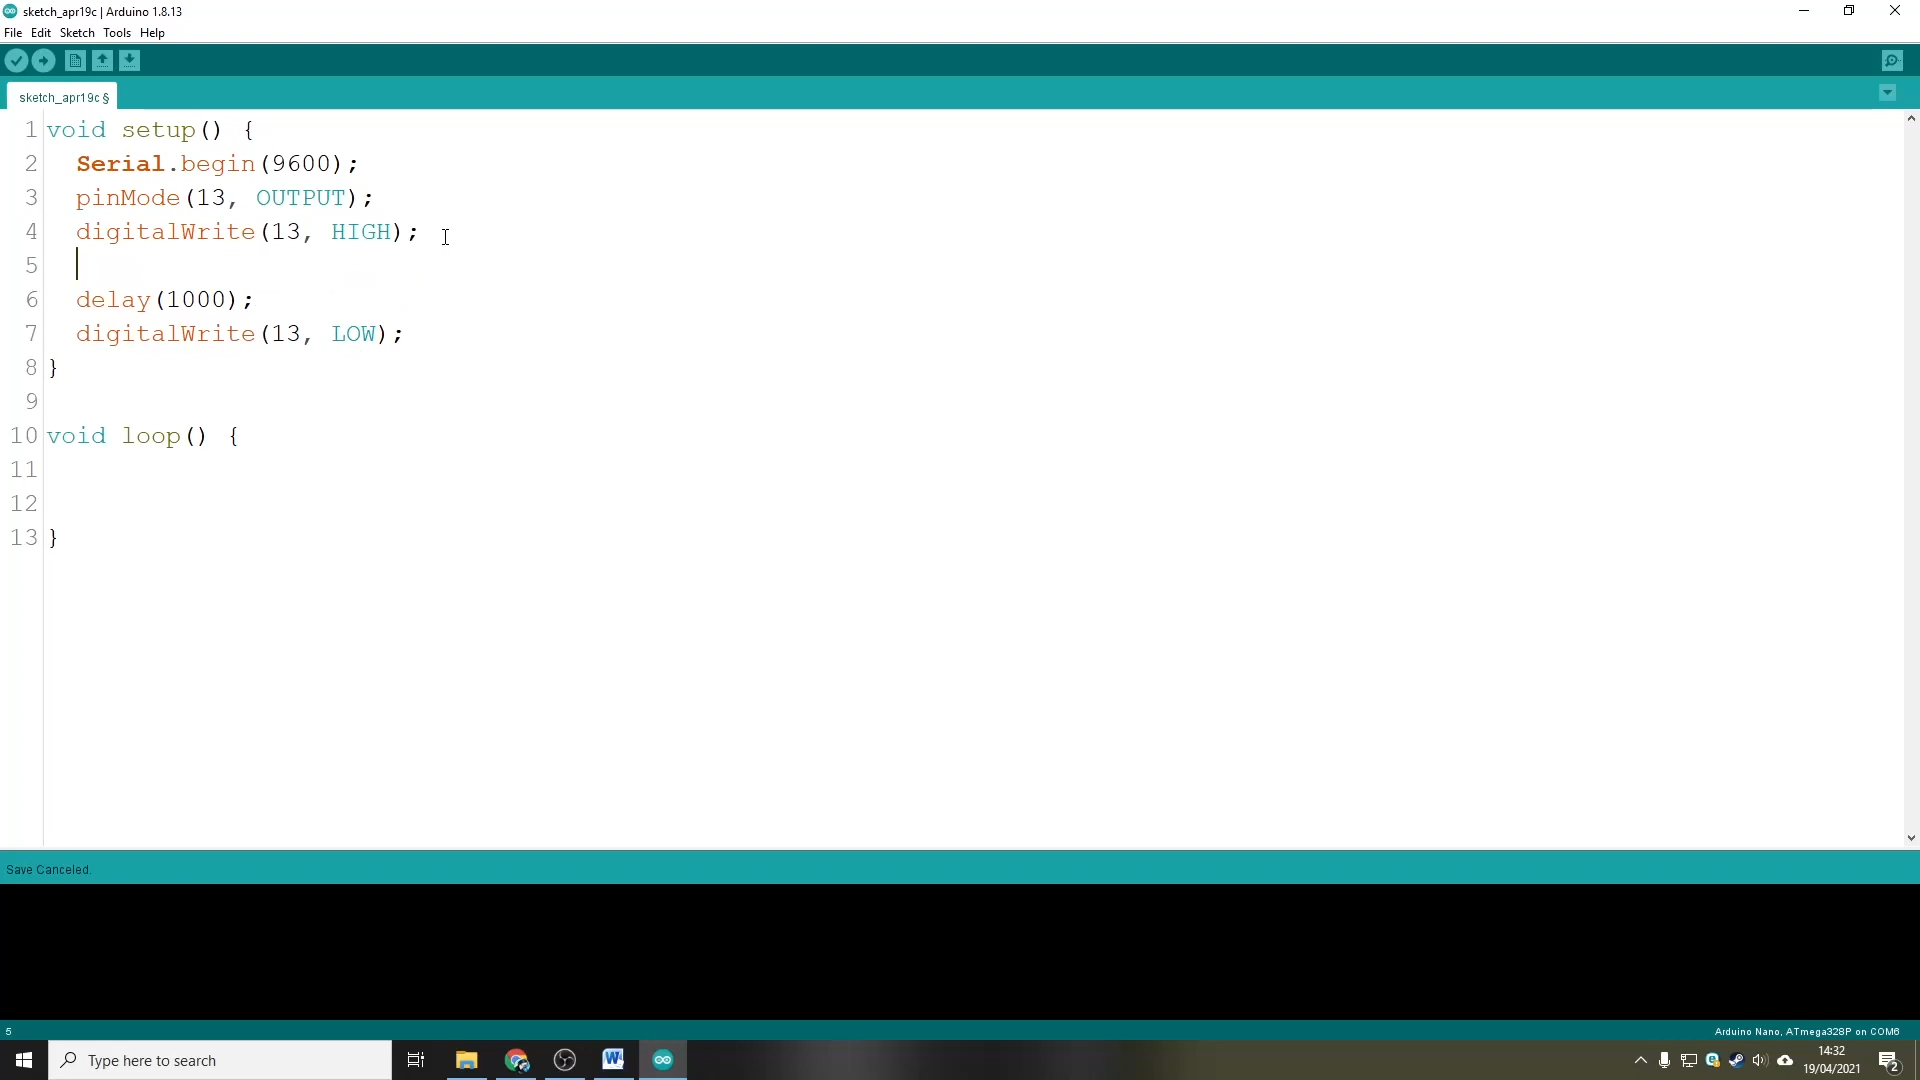 sketch_apr19c | Arduino 1.8.13
File Edit Sketch Tools Help
sketch_apr19c §
1 void setup() {
2 Serial.begin(9600);
3 pinMode(13, OUTPUT);
4 digitalWrite(13, HIGH);
5
6 delay(1000);
7 digitalWrite(13, LOW);
8 }
9
10 void loop() {
11
12
13 }
Save Canceled.
5
Arduino Nano, ATmega328P on COM6
Type here to search
14:32
19/04/2021
2